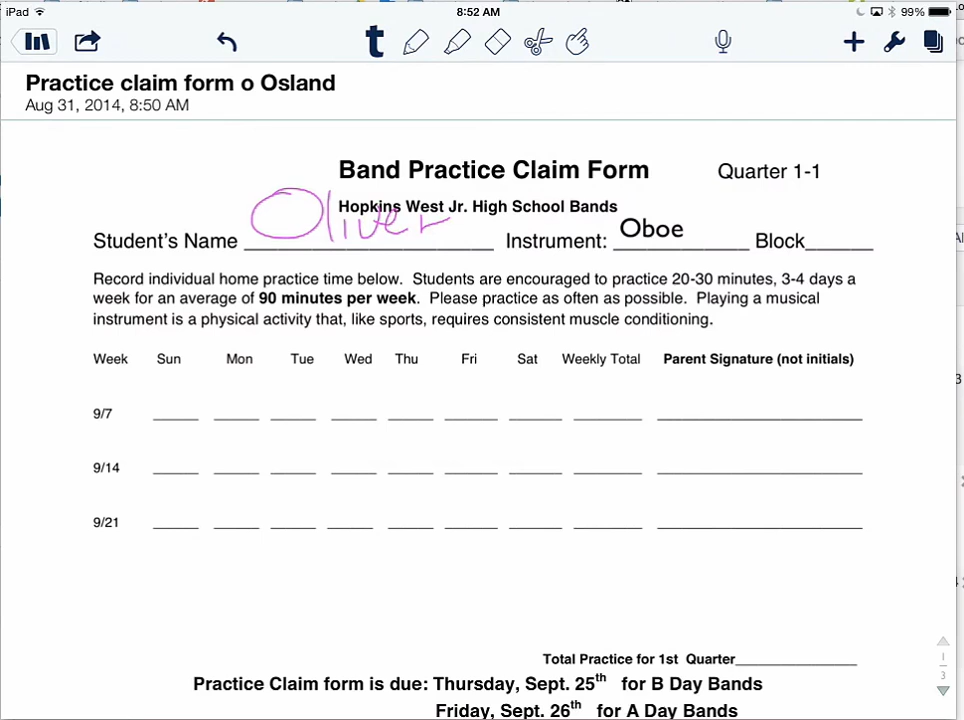 iPad 8:52 AM 99%
Practice claim form o Osland
Aug 31, 2014, 8:50 AM
Band Practice Claim Form Quarter 1-1
Hopkins West Jr. High School Bands
Student's Name Oliver Instrument: Oboe Block
Record individual home practice time below. Students are encouraged to practice 20-30 minutes, 3-4 days a
week for an average of 90 minutes per week. Please practice as often as possible. Playing a musical
instrument is a physical activity that, like sports, requires consistent muscle conditioning.
Week Sun Mon Tue Wed Thu Fri Sat Weekly Total Parent Signature (not initials)
9/7
9/14
9/21
1
3
Total Practice for 1st Quarter
Practice Claim form is due: Thursday, Sept. 25th for B Day Bands
Friday, Sept. 26th for A Day Bands